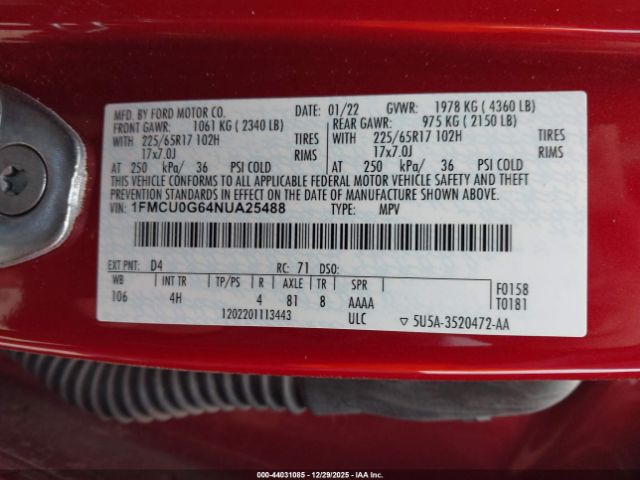 MFD. BY FORD MOTOR CO.
DATE: 01/22 GVWR: 1978 KG ( 4360 LB)
FRONT GAWR: 1061 KG ( 2340 LB) REAR GAWR: 975 KG ( 2150 LB)
WITH 225/65R17 102H TIRES WITH 225/65R17 102H TIRES
17x7.0J RIMS 17x7.0J RIMS
AT 250 kPa/ 36 PSI COLD AT 250 kPa/ 36 PSI COLD
THIS VEHICLE CONFORMS TO ALL APPLICABLE FEDERAL MOTOR VEHICLE SAFETY AND THEFT
PREVENTION STANDARDS IN EFFECT ON THE DATE OF MANUFACTURE SHOWN ABOVE.
VIN: 1FMCU0G64NUA25488 TYPE: MPV
EXT PNT: D4 RC: 71 DSO:
WB INT TR TP/PS R AXLE TR SPR F0158
106 4H 4 81 8 AAAA T0181
1202201113443 ULC ▽ 5U5A-3520472-AA
000-44031085 - 12/29/2025 - IAAI.COM